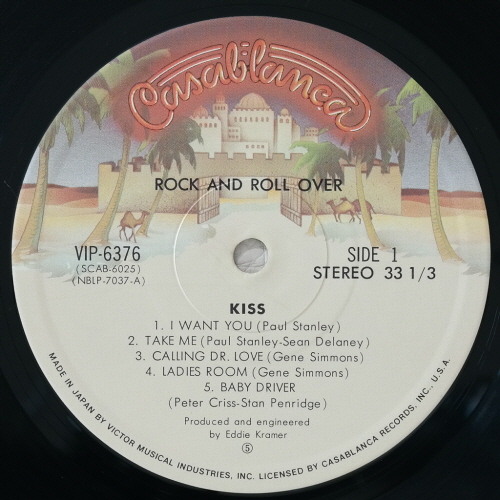 Casablanca
ROCK AND ROLL OVER
VIP-6376
(SCAB-6025)
(NBLP-7037-A)
SIDE 1
STEREO 33 1/3
KISS
1. I WANT YOU (Paul Stanley)
2. TAKE ME (Paul Stanley-Sean Delaney)
3. CALLING DR. LOVE (Gene Simmons)
4. LADIES ROOM (Gene Simmons)
5. BABY DRIVER
(Peter Criss-Stan Penridge)
Produced and engineered
by Eddie Kramer
5
MADE IN JAPAN BY VICTOR MUSICAL INDUSTRIES, INC. LICENSED BY CASABLANCA RECORDS, INC., U.S.A.